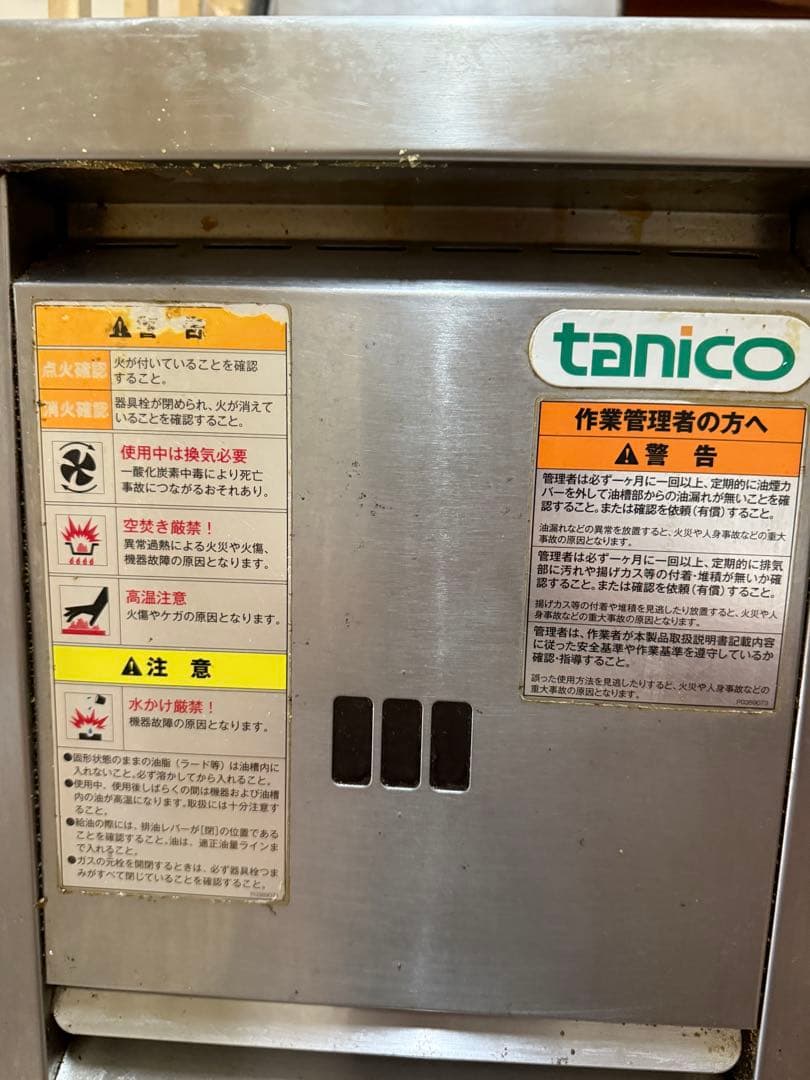 警告
点火確認
火が付いていることを確認
すること。
消火確認
器具栓が閉められ、火が消えて
いることを確認すること。
使用中は換気必要
一酸化炭素中毒により死亡
事故につながるおそれあり。
空焚き厳禁！
異常過熱による火災や火傷、
機器故障の原因となります。
高温注意
火傷やケガの原因となります。
注意
水かけ厳禁！
機器故障の原因となります。
●固形状態のままの油脂（ラード等）は油槽内に
入れないこと。必ず溶かしてから入れること。
●使用中、使用後しばらくの間は機器および油槽
内の油が高温になります。取扱には十分注意す
ること。
●給油の際には、排油レバーが[閉]の位置である
ことを確認すること。油は、適正油量ラインま
で入れること。
●ガスの元栓を開閉するときは、必ず器具栓つま
みがすべて閉じていることを確認すること。
tanico
作業管理者の方へ
警告
管理者は必ず一ヶ月に一回以上、定期的に油煙カ
バーを外して油槽部からの油漏れが無いことを確
認すること。または確認を依頼（有償）すること。
油漏れなどの異常を放置すると、火災や人身事故などの重大
事故の原因となります。
管理者は必ず一ヶ月に一回以上、定期的に排気
部に汚れや揚げカス等の付着・堆積が無いか確
認すること。または確認を依頼（有償）すること。
揚げカス等の付着や堆積を見逃したり放置すると、火災や人
身事故などの重大事故の原因となります。
管理者は、作業者が本製品取扱説明書記載内容
に従った安全基準や作業基準を遵守しているか
確認・指導すること。
誤った使用方法を見逃したりすると、火災や人身事故などの
重大事故の原因となります。
P0369073